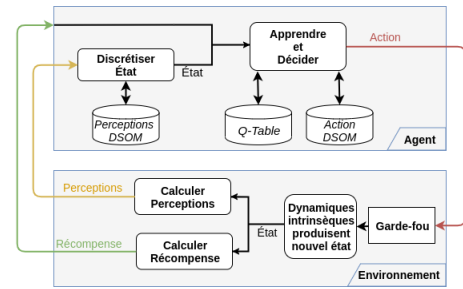 Apprendre
et
Décider
Action
Discrétiser
État
État
Perceptions
DSOM
Q-Table
Action
DSOM
Agent
Perceptions
Calculer
Perceptions
Dynamiques
intrinsèques
produisent
nouvel état
Garde-fou
État
Récompense
Calculer
Récompense
Environnement